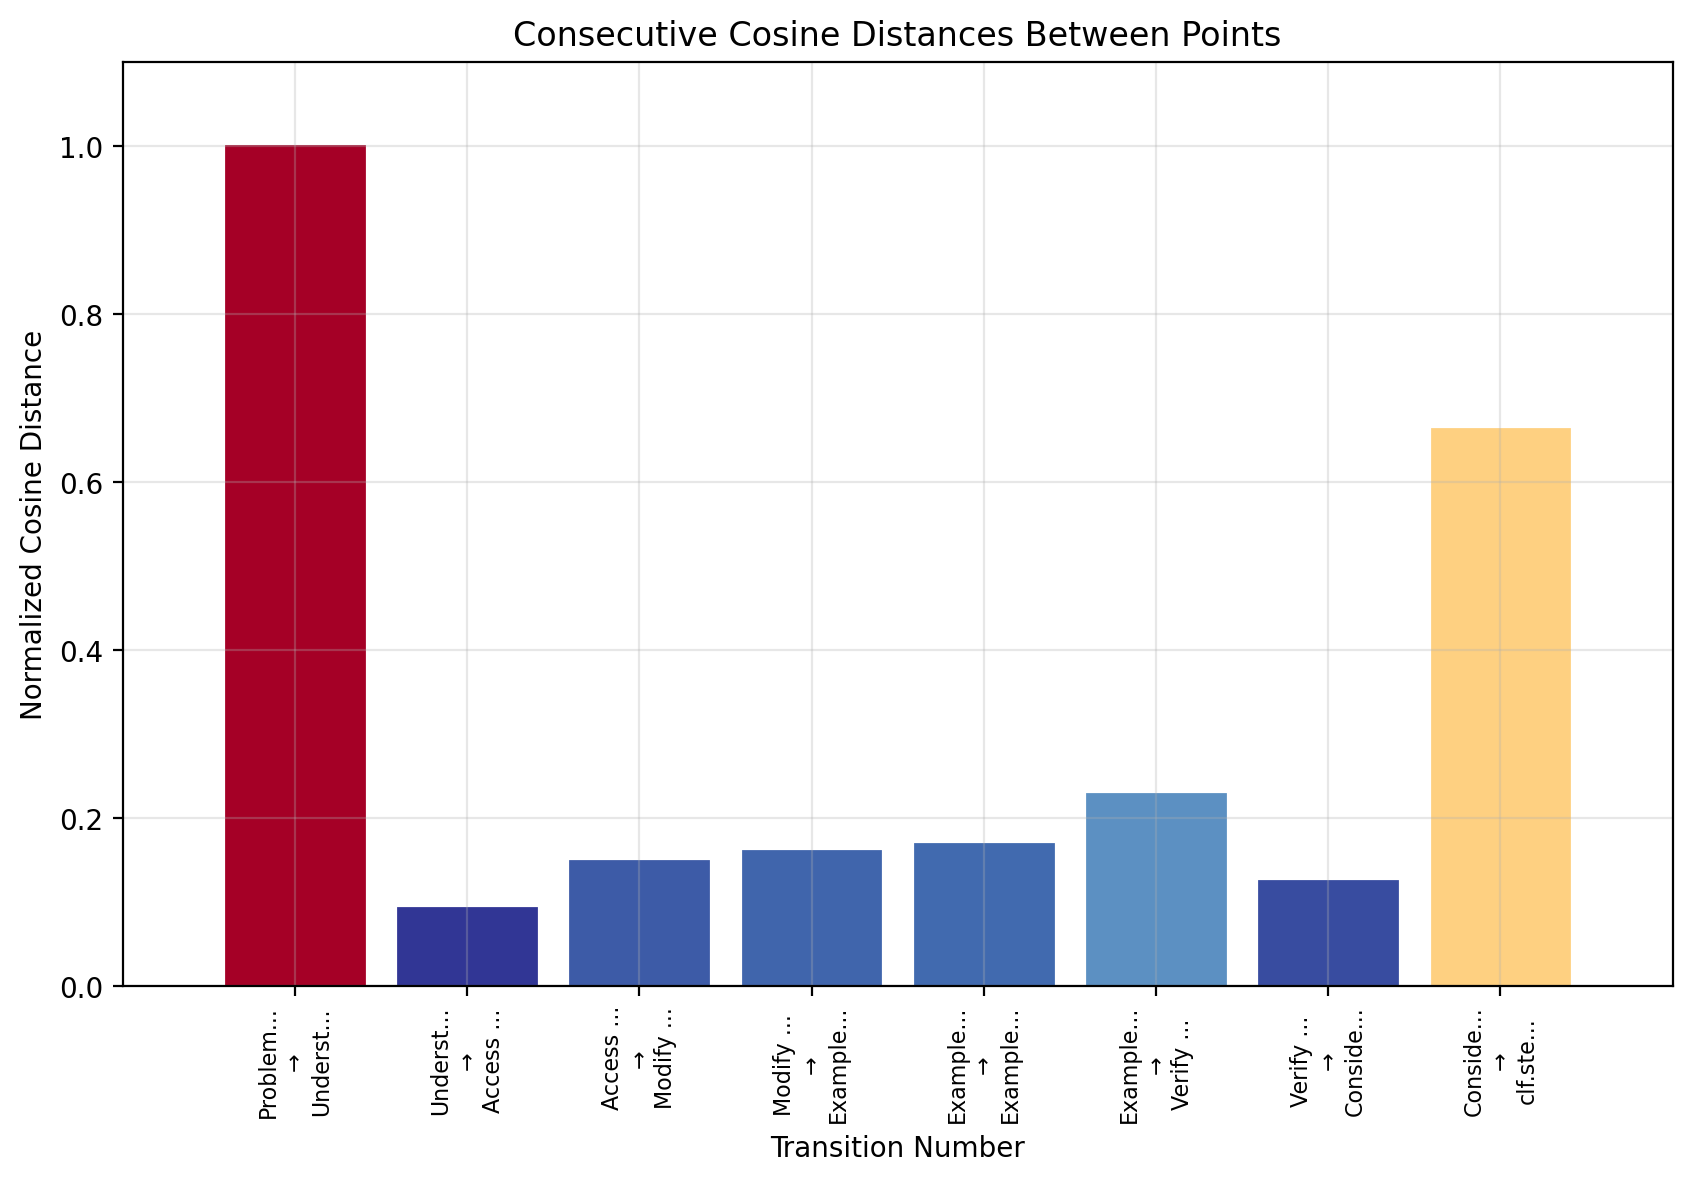 Consecutive Cosine Distances Between Points
Normalized Cosine Distance
1.0
0.8
0.6
0.4
0.2
0.0
Problem...
→
Underst...
Underst...
→
Access ...
Access ...
→
Modify ...
Modify ...
→
Example...
Example...
→
Example...
Example...
→
Verify ...
Verify ...
→
Conside...
Conside...
→
clf.ste...
Transition Number